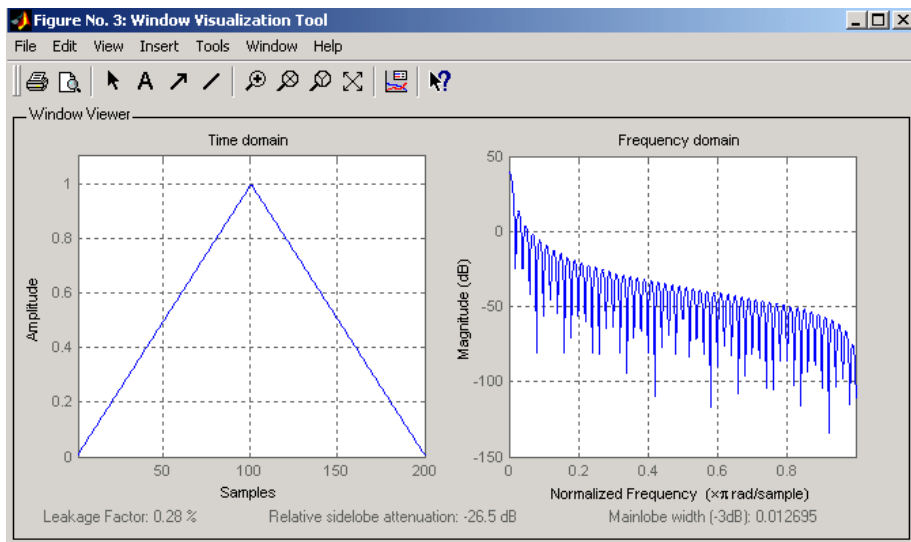 Figure No. 3: Window Visualization Tool
File Edit View Insert Tools Window Help
A
?
Window Viewer
Time domain
1
0.8
0.6
0.4
0.2
0
Amplitude
50 100 150 200
Samples
Frequency domain
50
0
-50
-100
-150
Magnitude (dB)
0 0.2 0.4 0.6 0.8
Normalized Frequency (×π rad/sample)
Leakage Factor: 0.28 % Relative sidelobe attenuation: -26.5 dB Mainlobe width (-3dB): 0.012695